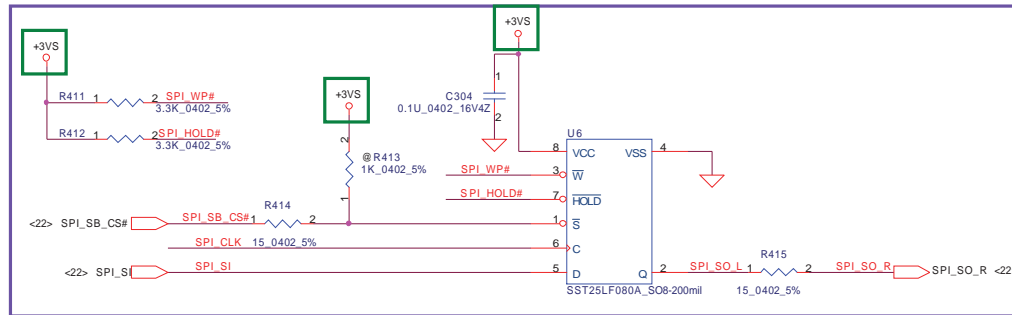 +3VS
+3VS
+3VS
R411 1 2 SPI_WP#
3.3K_0402_5%
R412 1 2 SPI_HOLD#
3.3K_0402_5%
1
C304
0.1U_0402_16V4Z
2
2
@R413
1K_0402_5%
1
U6
8 VCC VSS 4
SPI_WP# 3 W
SPI_HOLD# 7 HOLD
<22> SPI_SB_CS# SPI_SB_CS# 1 R414 2 1 S
SPI_CLK 15_0402_5% 6 C
<22> SPI_SI SPI_SI 5 D Q 2 SPI_SO_L 1 R415 2 SPI_SO_R SPI_SO_R <22
SST25LF080A_SO8-200mil
15_0402_5%